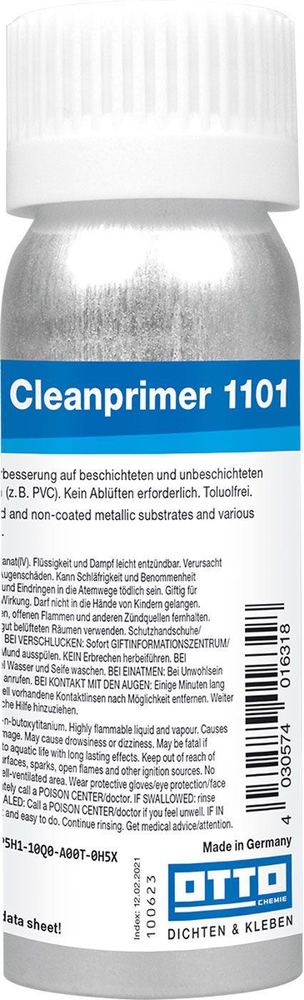 Cleanprimer 1101
besserung auf beschichteten und unbeschichteten
(z. B. PVC). Kein Ablüften erforderlich. Toluolfrei.
and non-coated metallic substrates and various
anat(IV). Flüssigkeit und Dampf leicht entzündbar. Verursacht
Augenschäden. Kann Schläfrigkeit und Benommenheit
und Eindringen in die Atemwege tödlich sein. Giftig für
Wirkung. Darf nicht in die Hände von Kindern gelangen.
en, offenen Flammen und anderen Zündquellen fernhalten.
gut belüfteten Räumen verwenden. Schutzhandschuhe/
BEI VERSCHLUCKEN: Sofort GIFTINFORMATIONSZENTRUM/
Mund ausspülen. KEIN Erbrechen herbeiführen. BEI
el Wasser und Seife waschen. BEI EINATMEN: Bei Unwohlsein
anrufen. BEI KONTAKT MIT DEN AUGEN: Einige Minuten lang
ell vorhandene Kontaktlinsen nach Möglichkeit entfernen. Weiter
che Hilfe hinzuziehen.
-n-butoxytitanium. Highly flammable liquid and vapour. Causes
mage. May cause drowsiness or dizziness. May be fatal if
to aquatic life with long lasting effects. Keep out of reach of
urfaces, sparks, open flames and other ignition sources. No
ell-ventilated area. Wear protective gloves/eye protection/face
ately call a POISON CENTER/doctor. IF SWALLOWED: rinse
ALED: Call a POISON CENTER/doctor if you feel unwell. IF IN
and easy to do. Continue rinsing. Get medical advice/attention.
4 030574 016318
P5H1-10Q0-A00T-0H5X
Made in Germany
Index: 12.02.2021
100623
OTTO
CHEMIE
DICHTEN & KLEBEN
data sheet!